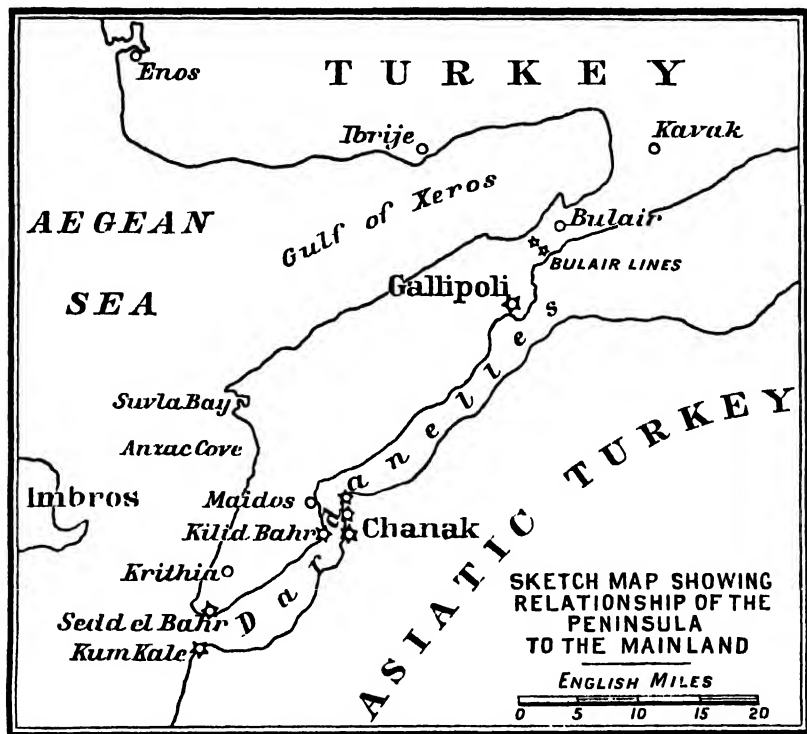 Enos
TURKEY
Ibrije
Kavak
Gulf of Xeros
AEGEAN
SEA
Bulair
BULAIR LINES
Gallipoli
Dardanelles
Suvla Bay
Anzac Cove
Imbros
Maidos
Kilid Bahr
Chanak
Krithia
Sedd el Bahr
Kum Kale
ASIATIC TURKEY
SKETCH MAP SHOWING
RELATIONSHIP OF THE
PENINSULA
TO THE MAINLAND
ENGLISH MILES
0 5 10 15 20